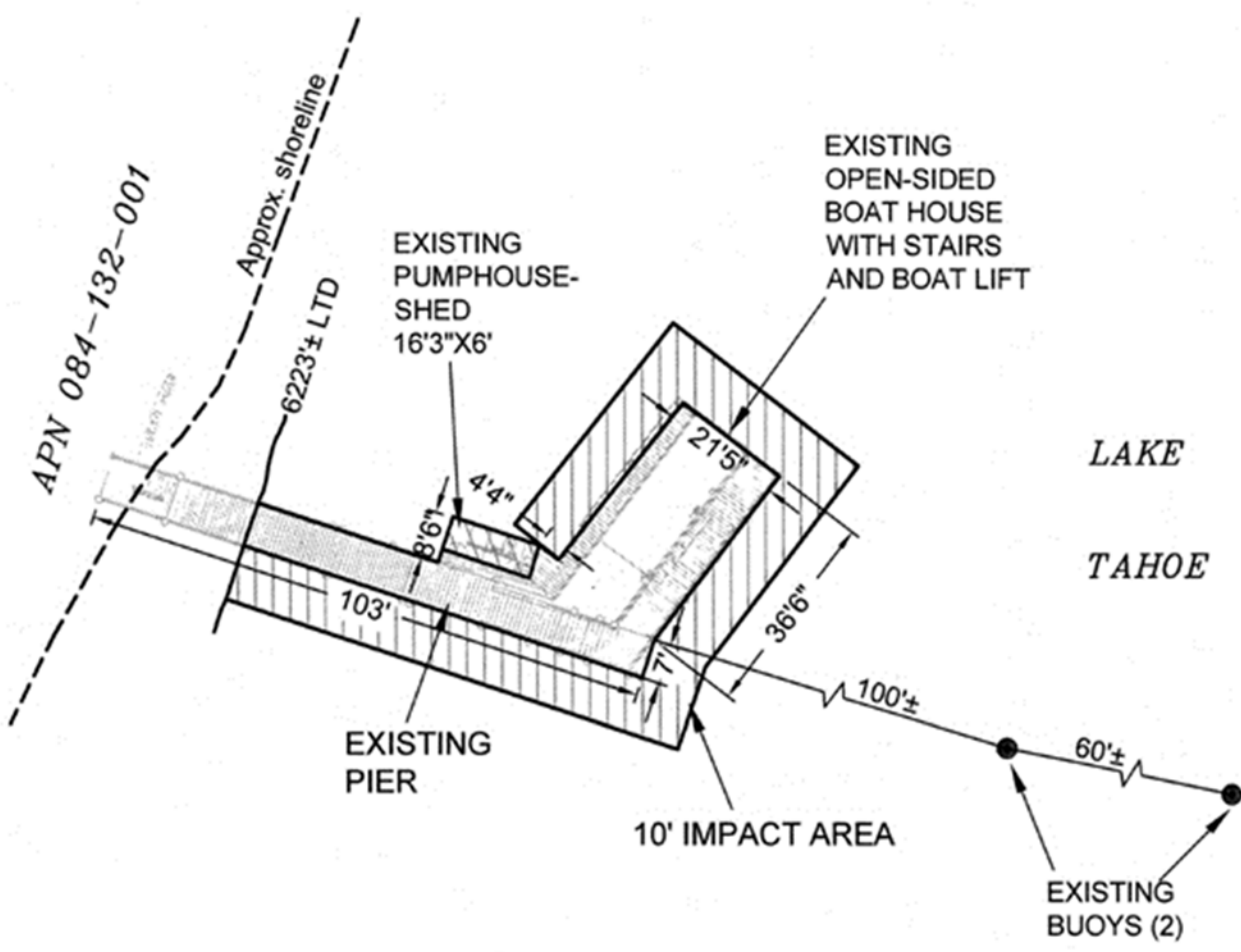 EXISTING
OPEN-SIDED
BOAT HOUSE
WITH STAIRS
AND BOAT LIFT
Approx. shoreline
APN 084-132-001
EXISTING
PUMPHOUSE-
SHED
16'3"X6'
6223'± LTD
21'5"
LAKE
TAHOE
4'4"
8'6"
103'
36'6"
7'
100'±
60'±
EXISTING
PIER
10' IMPACT AREA
EXISTING
BUOYS (2)